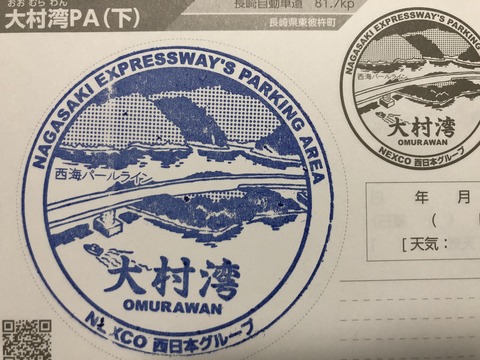 おおむらわん
大村湾PA(下)
長崎自動車道 81.7kp
長崎県東彼杵町
NAGASAKI EXPRESSWAY'S PARKING AREA
西海パールライン
大村湾
OMURAWAN
NEXCO 西日本グループ
NAGASAKI EXPRESSWAY'S PARKING AREA
西海パールライン
大村湾
OMURAWAN
NEXCO 西日本グループ
年 月
(
[天気: